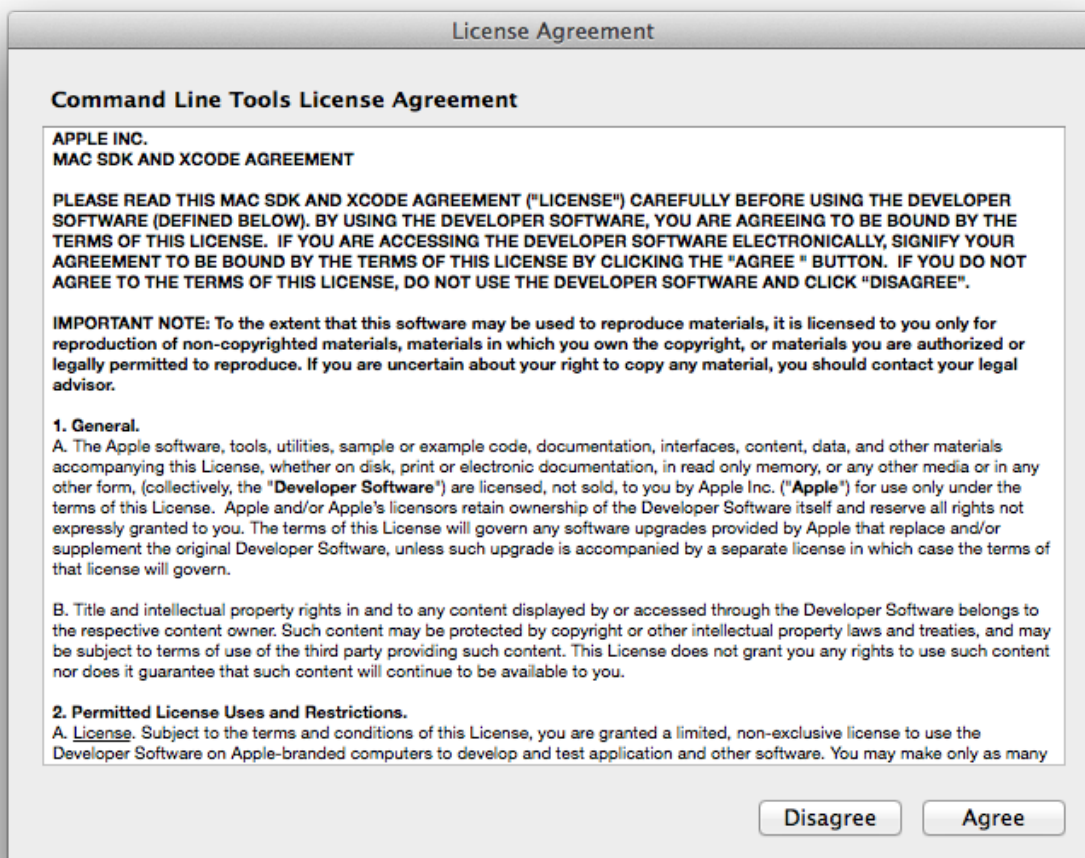 License Agreement
Command Line Tools License Agreement
APPLE INC.
MAC SDK AND XCODE AGREEMENT
PLEASE READ THIS MAC SDK AND XCODE AGREEMENT ("LICENSE") CAREFULLY BEFORE USING THE DEVELOPER
SOFTWARE (DEFINED BELOW). BY USING THE DEVELOPER SOFTWARE, YOU ARE AGREEING TO BE BOUND BY THE
TERMS OF THIS LICENSE.  IF YOU ARE ACCESSING THE DEVELOPER SOFTWARE ELECTRONICALLY, SIGNIFY YOUR
AGREEMENT TO BE BOUND BY THE TERMS OF THIS LICENSE BY CLICKING THE "AGREE " BUTTON.  IF YOU DO NOT
AGREE TO THE TERMS OF THIS LICENSE, DO NOT USE THE DEVELOPER SOFTWARE AND CLICK “DISAGREE”.
IMPORTANT NOTE: To the extent that this software may be used to reproduce materials, it is licensed to you only for
reproduction of non-copyrighted materials, materials in which you own the copyright, or materials you are authorized or
legally permitted to reproduce. If you are uncertain about your right to copy any material, you should contact your legal
advisor.
1. General.
A. The Apple software, tools, utilities, sample or example code, documentation, interfaces, content, data, and other materials
accompanying this License, whether on disk, print or electronic documentation, in read only memory, or any other media or in any
other form, (collectively, the "Developer Software") are licensed, not sold, to you by Apple Inc. ("Apple") for use only under the
terms of this License.  Apple and/or Apple's licensors retain ownership of the Developer Software itself and reserve all rights not
expressly granted to you. The terms of this License will govern any software upgrades provided by Apple that replace and/or
supplement the original Developer Software, unless such upgrade is accompanied by a separate license in which case the terms of
that license will govern.
B. Title and intellectual property rights in and to any content displayed by or accessed through the Developer Software belongs to
the respective content owner. Such content may be protected by copyright or other intellectual property laws and treaties, and may
be subject to terms of use of the third party providing such content. This License does not grant you any rights to use such content
nor does it guarantee that such content will continue to be available to you.
2. Permitted License Uses and Restrictions.
A. License. Subject to the terms and conditions of this License, you are granted a limited, non-exclusive license to use the
Developer Software on Apple-branded computers to develop and test application and other software. You may make only as many
Disagree
Agree